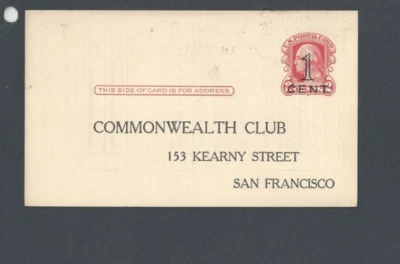 U.S. POSTAL CARD
1
CENT
THIS SIDE OF CARD IS FOR ADDRESS.
COMMONWEALTH CLUB
153 KEARNY STREET
SAN FRANCISCO